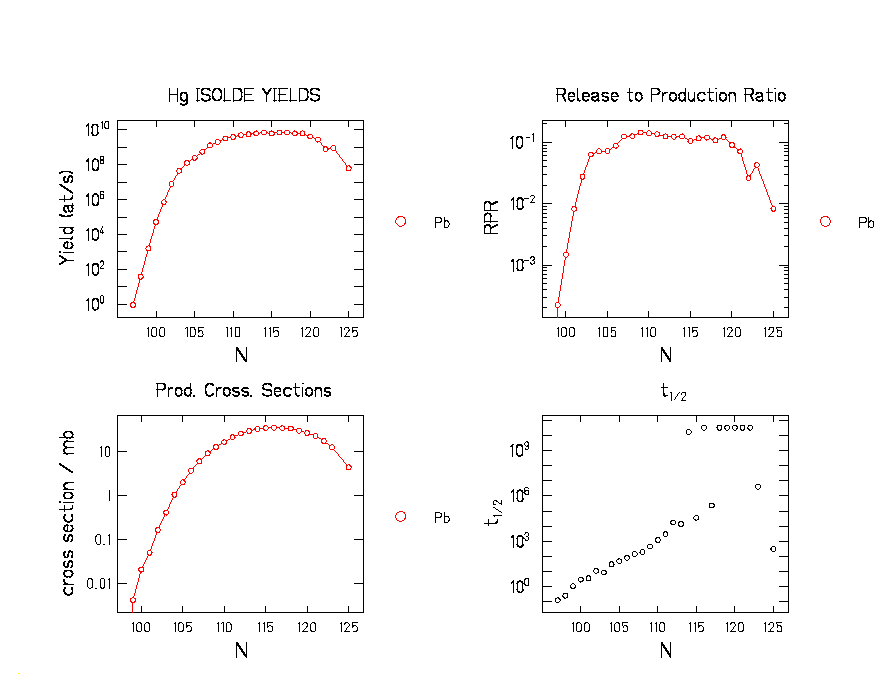 Hg ISOLDE YIELDS
Yield (at/s)
10^10
10^8
10^6
10^4
10^2
10^0
100 105 110 115 120 125
N
Pb
Release to Production Ratio
RPR
10^-1
10^-2
10^-3
100 105 110 115 120 125
N
Pb
Prod. Cross. Sections
cross section / mb
10
1
0.1
0.01
100 105 110 115 120 125
N
Pb
t_1/2
t_1/2
10^9
10^6
10^3
10^0
100 105 110 115 120 125
N